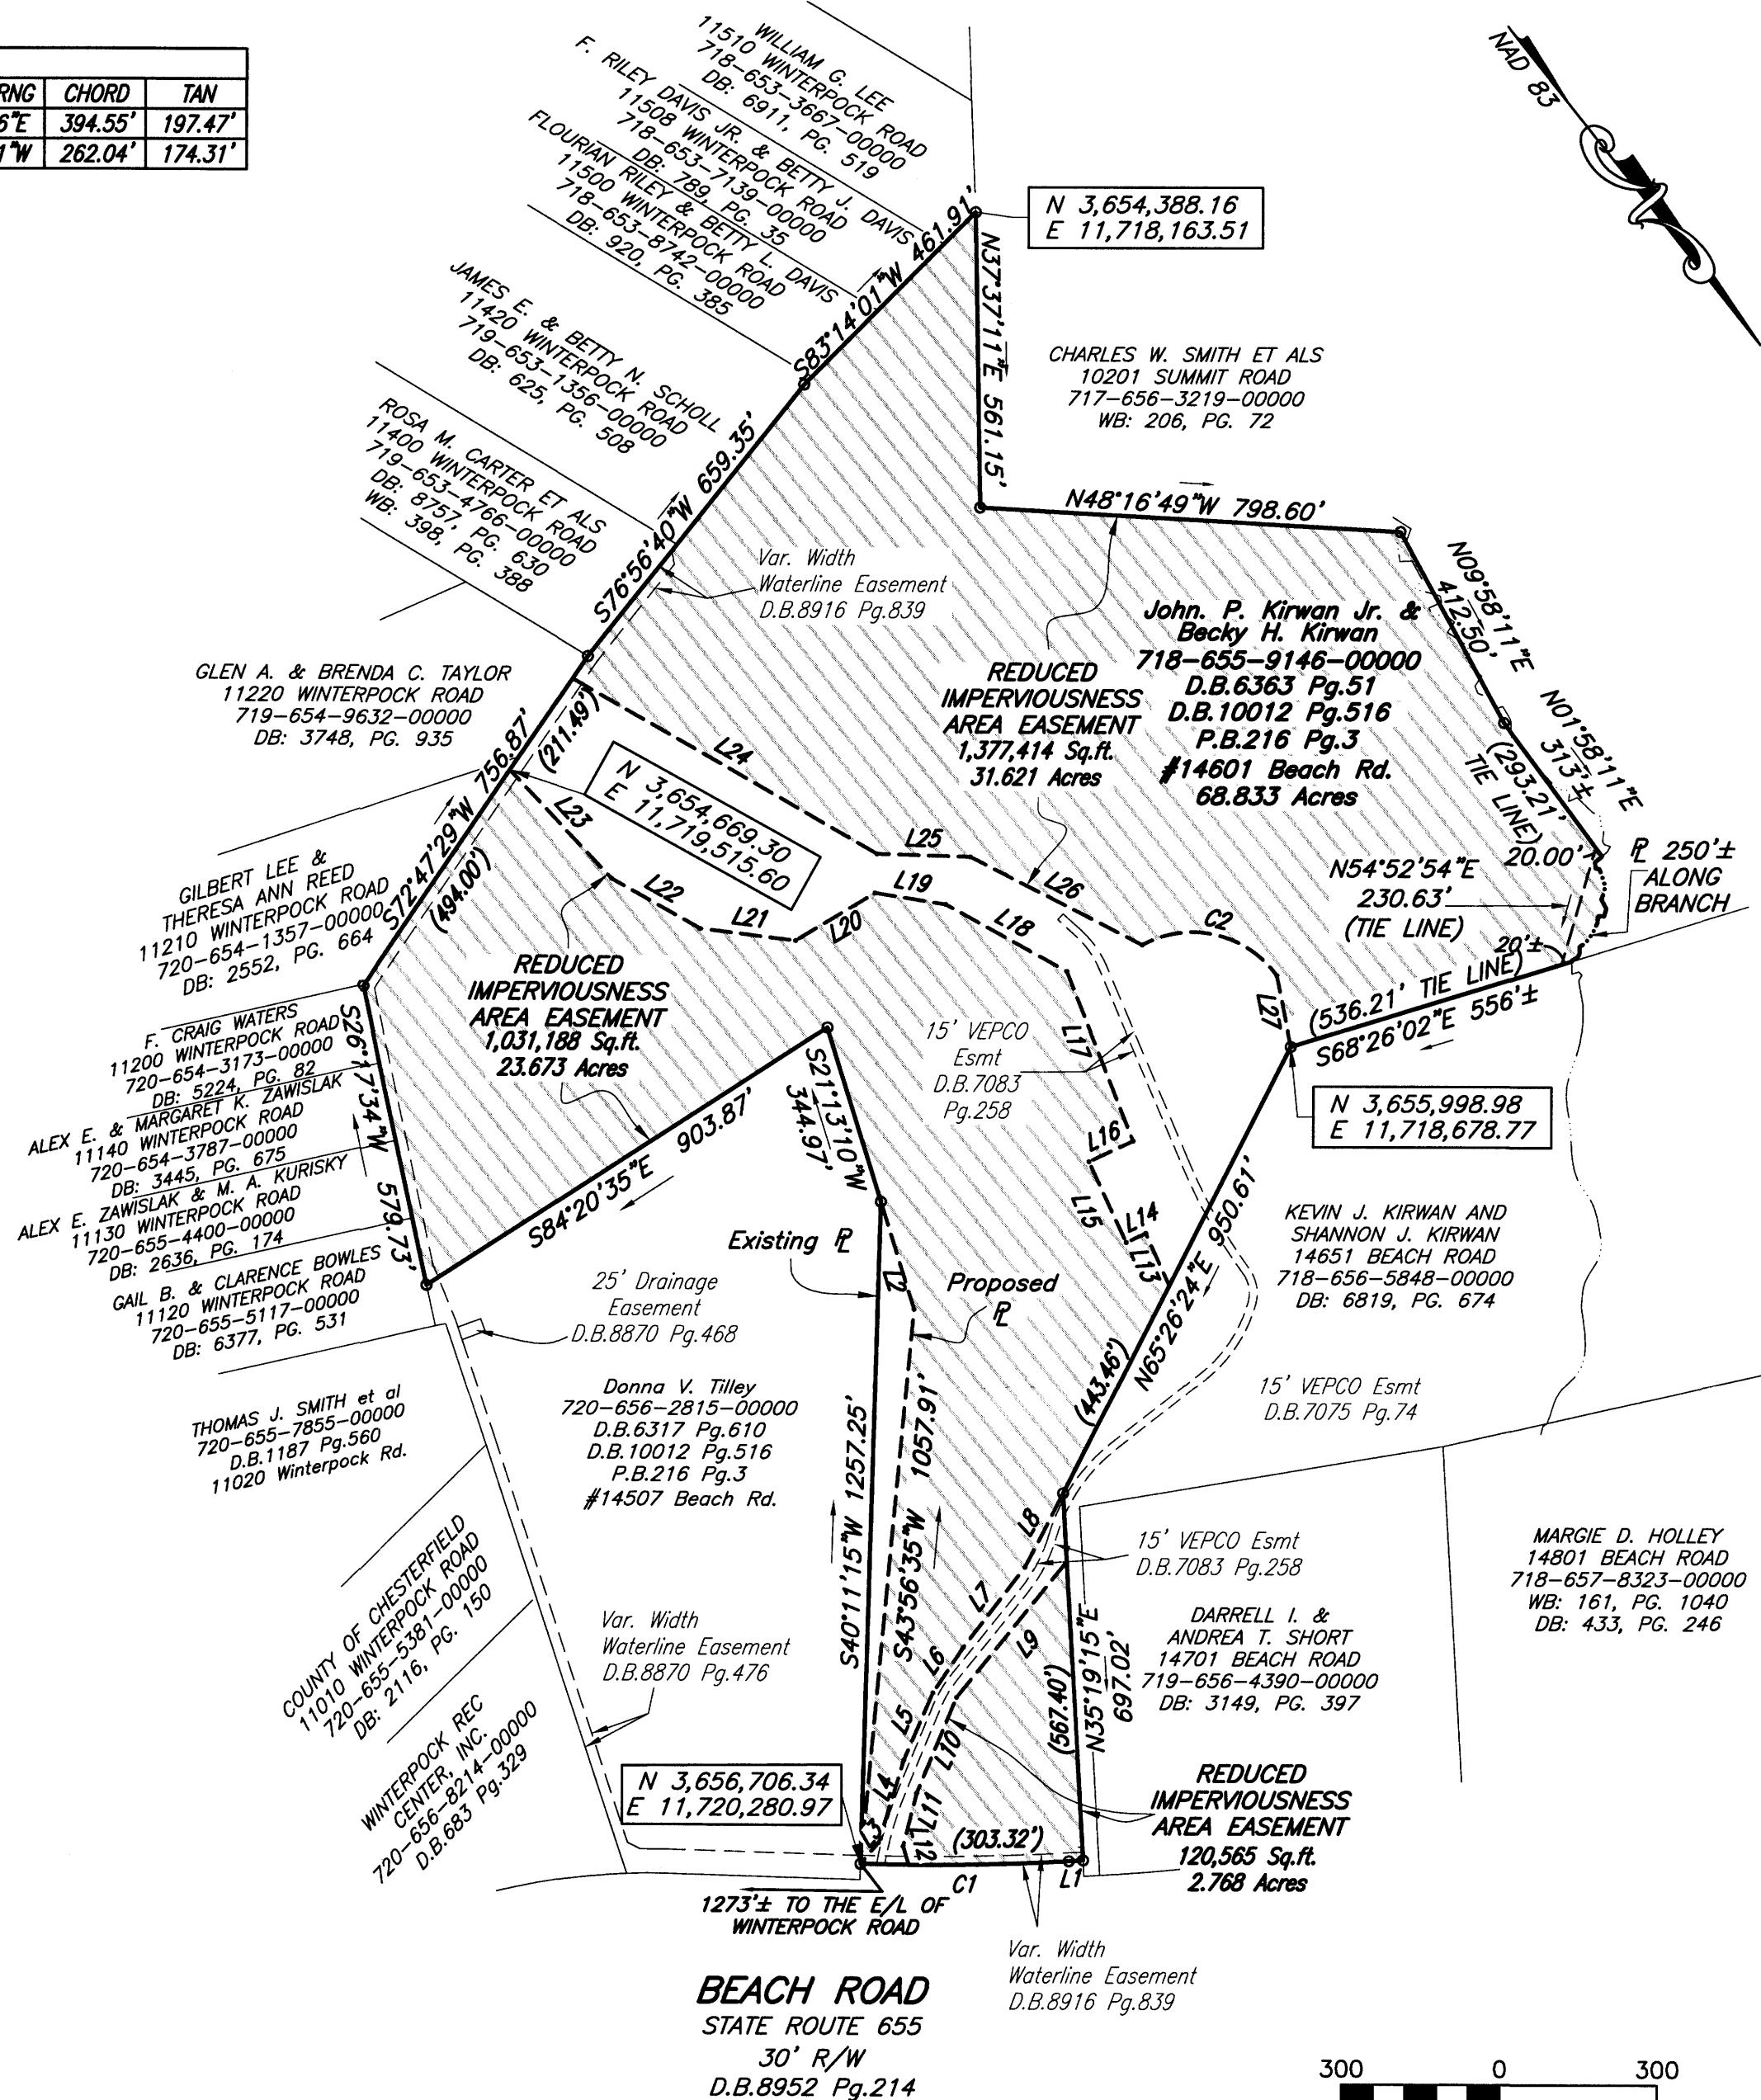 RNG CHORD TAN
6"E 394.55' 197.47'
1"W 262.04' 174.31'
WILLIAM G. LEE
11510 WINTERPOCK ROAD
718-653-3667-00000
DB: 6911, PG. 519
F. RILEY DAVIS JR. & BETTY J. DAVIS
11508 WINTERPOCK ROAD
718-653-7139-00000
DB: 789, PG. 35
FLOURIAN RILEY & BETTY L. DAVIS
11500 WINTERPOCK ROAD
718-653-8742-00000
DB: 920, PG. 385
JAMES E. & BETTY N. SCHOLL
11420 WINTERPOCK ROAD
719-653-1356-00000
DB: 625, PG. 508
ROSA M. CARTER ET ALS
11400 WINTERPOCK ROAD
719-653-4766-00000
DB: 8757, PG. 630
WB: 398, PG. 388
NAD 83
N 3,654,388.16
E 11,718,163.51
S83°14'01"W 461.91'
N37°37'11"E 561.15'
CHARLES W. SMITH ET ALS
10201 SUMMIT ROAD
717-656-3219-00000
WB: 206, PG. 72
N48°16'49"W 798.60'
S76°56'40"W 659.35'
Var. Width
Waterline Easement
D.B.8916 Pg.839
N09°58'11"E
412.50'
John. P. Kirwan Jr. &
Becky H. Kirwan
718-655-9146-00000
D.B.6363 Pg.51
D.B.10012 Pg.516
P.B.216 Pg.3
#14601 Beach Rd.
68.833 Acres
REDUCED
IMPERVIOUSNESS
AREA EASEMENT
1,377,414 Sq.ft.
31.621 Acres
GLEN A. & BRENDA C. TAYLOR
11220 WINTERPOCK ROAD
719-654-9632-00000
DB: 3748, PG. 935
N01°58'11"E
313'±
(293.21'
TIE LINE)
20.00'
S72°47'29"W 756.87'
(211.49')
(494.00')
L24
N 3,654,669.30
E 11,719,515.60
L23
L25
L26
L22
L21
L20
L19
L18
C2
L27
L17
L16
L15
L14
L13
N54°52'54"E
230.63'
(TIE LINE)
PL 250'±
ALONG
BRANCH
20'±
(536.21' TIE LINE)
S68°26'02"E 556'±
GILBERT LEE &
THERESA ANN REED
11210 WINTERPOCK ROAD
720-654-1357-00000
DB: 2552, PG. 664
F. CRAIG WATERS
11200 WINTERPOCK ROAD
720-654-3173-00000
DB: 5224, PG. 82
ALEX E. & MARGARET K. ZAWISLAK
11140 WINTERPOCK ROAD
720-654-3787-00000
DB: 3445, PG. 675
ALEX E. ZAWISLAK & M. A. KURISKY
11130 WINTERPOCK ROAD
720-655-4400-00000
DB: 2636, PG. 174
GAIL B. & CLARENCE BOWLES
11120 WINTERPOCK ROAD
720-655-5117-00000
DB: 6377, PG. 531
S26°17'34"W 579.73'
REDUCED
IMPERVIOUSNESS
AREA EASEMENT
1,031,188 Sq.ft.
23.673 Acres
15' VEPCO
Esmt
D.B.7083
Pg.258
N 3,655,998.98
E 11,718,678.77
S84°20'35"E 903.87'
S21°13'10"W
344.97'
Existing PL
L2
Proposed
PL
KEVIN J. KIRWAN AND
SHANNON J. KIRWAN
14651 BEACH ROAD
718-656-5848-00000
DB: 6819, PG. 674
25' Drainage
Easement
D.B.8870 Pg.468
N65°26'24"E 950.61'
(443.46')
15' VEPCO Esmt
D.B.7075 Pg.74
THOMAS J. SMITH et al
720-655-7855-00000
D.B.1187 Pg.560
11020 Winterpock Rd.
Donna V. Tilley
720-656-2815-00000
D.B.6317 Pg.610
D.B.10012 Pg.516
P.B.216 Pg.3
#14507 Beach Rd.
S40°11'15"W 1257.25'
S43°56'35"W 1057.91'
L8
L7
L6
L9
L5
L10
L4
L11
L3
L12
15' VEPCO Esmt
D.B.7083 Pg.258
MARGIE D. HOLLEY
14801 BEACH ROAD
718-657-8323-00000
WB: 161, PG. 1040
DB: 433, PG. 246
COUNTY OF CHESTERFIELD
11010 WINTERPOCK ROAD
720-655-5381-00000
DB: 2116, PG. 150
Var. Width
Waterline Easement
D.B.8870 Pg.476
DARRELL I. &
ANDREA T. SHORT
14701 BEACH ROAD
719-656-4390-00000
DB: 3149, PG. 397
N35°19'15"E
697.02'
(567.40')
WINTERPOCK REC
CENTER, INC.
720-656-8214-00000
D.B.683 Pg.329
N 3,656,706.34
E 11,720,280.97
REDUCED
IMPERVIOUSNESS
AREA EASEMENT
120,565 Sq.ft.
2.768 Acres
(303.32')
C1
L1
1273'± TO THE E/L OF
WINTERPOCK ROAD
Var. Width
Waterline Easement
D.B.8916 Pg.839
BEACH ROAD
STATE ROUTE 655
30' R/W
D.B.8952 Pg.214
300 0 300